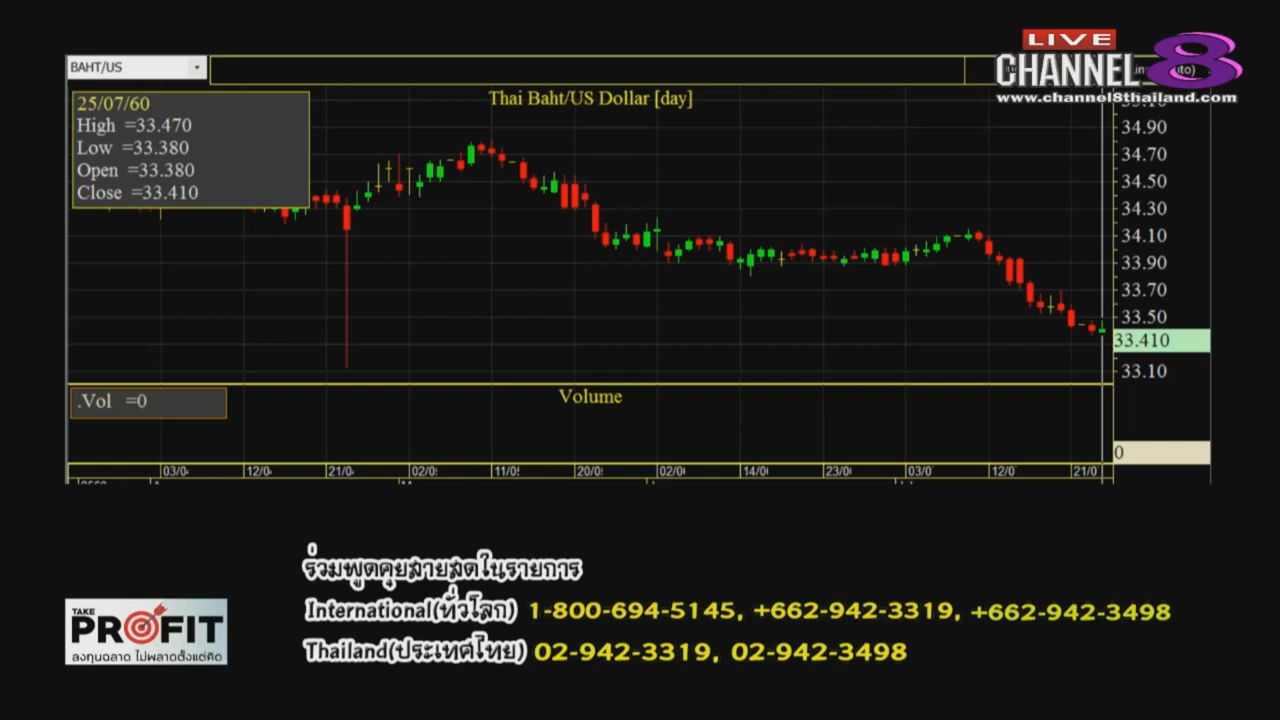 LIVE
CHANNEL 8
www.channel8thailand.com
BAHT/US
Thai Baht/US Dollar [day]
25/07/60
High =33.470
Low =33.380
Open =33.380
Close =33.410
34.90
34.70
34.50
34.30
34.10
33.90
33.70
33.50
33.410
33.10
.Vol =0
Volume
0
03/0 12/0 21/0 02/0 11/0 20/0 02/0 14/0 23/0 03/0 12/0 21/0
ร่วมพูดคุยสายสดในรายการ
International(ทั่วโลก) 1-800-694-5145, +662-942-3319, +662-942-3498
Thailand(ประเทศไทย) 02-942-3319, 02-942-3498
TAKE
PROFIT
ลงทุนฉลาด ไม่พลาดตั้งแต่คิด